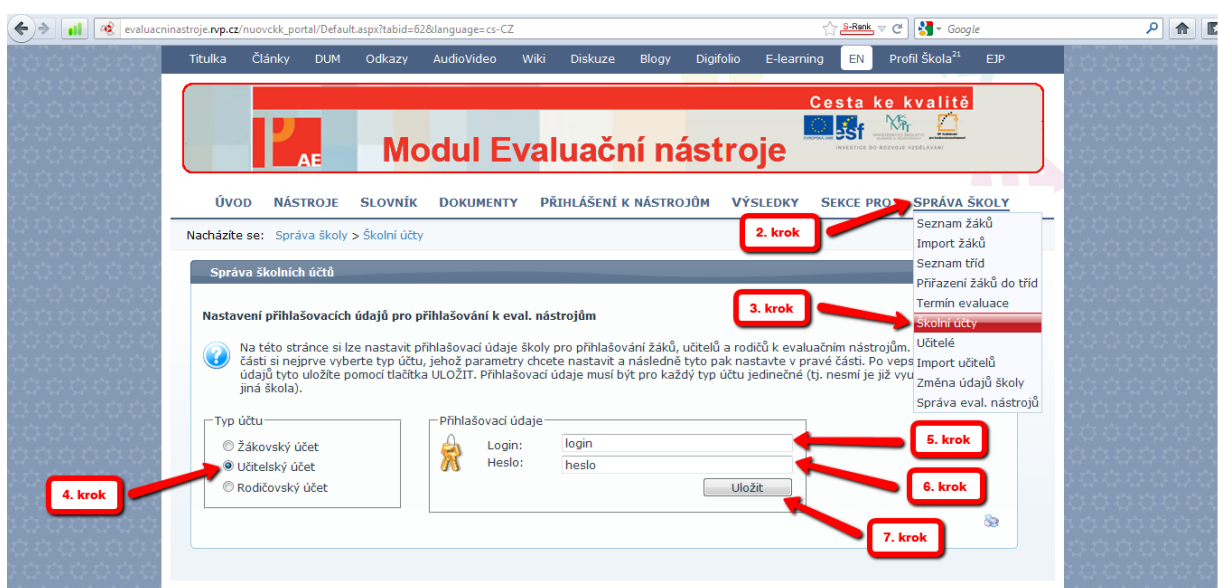 evaluacninastroje.rvp.cz/nuovckk_portal/Default.aspx?tabid=62&language=cs-CZ
S-Rank
Google
Titulka Články DUM Odkazy AudioVideo Wiki Diskuze Blogy Digifolio E-learning EN Profil Škola21 EJP
Cesta ke kvalitě
AE
esf
MŠMT
INVESTICE DO ROZVOJE VZDĚLÁVÁNÍ
Modul Evaluační nástroje
ÚVOD NÁSTROJE SLOVNÍK DOKUMENTY PŘIHLÁŠENÍ K NÁSTROJŮM VÝSLEDKY SEKCE PRO SPRÁVA ŠKOLY
2. krok
Seznam žáků
Import žáků
Seznam tříd
Přiřazení žáků do tříd
Termín evaluace
Školní účty
Učitelé
Import učitelů
Změna údajů školy
Správa eval. nástrojů
Nacházíte se: Správa školy > Školní účty
Správa školních účtů
3. krok
Nastavení přihlašovacích údajů pro přihlašování k eval. nástrojům
Na této stránce si lze nastavit přihlašovací údaje školy pro přihlašování žáků, učitelů a rodičů k evaluačním nástrojům.
části si nejprve vyberte typ účtu, jehož parametry chcete nastavit a následně tyto pak nastavte v pravé části. Po veps
údajů tyto uložíte pomocí tlačítka ULOŽIT. Přihlašovací údaje musí být pro každý typ účtu jedinečné (tj. nesmí je již vyu
jiná škola).
Typ účtu
Žákovský účet
Učitelský účet
Rodičovský účet
4. krok
Přihlašovací údaje
Login: login
Heslo: heslo
Uložit
5. krok
6. krok
7. krok